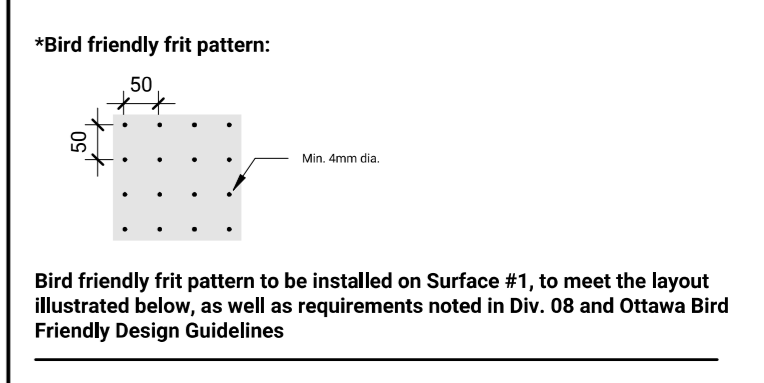 *Bird friendly frit pattern:
50
50
Min. 4mm dia.
Bird friendly frit pattern to be installed on Surface #1, to meet the layout
illustrated below, as well as requirements noted in Div. 08 and Ottawa Bird
Friendly Design Guidelines